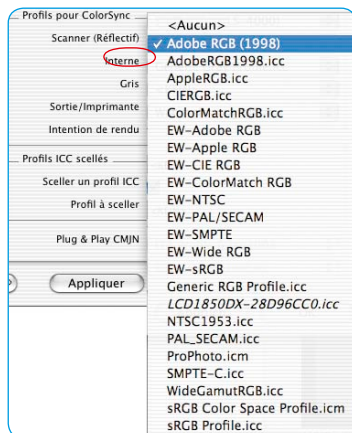 Profils pour ColorSync
Scanner (Réflectif)
Interne
Gris
Sortie/Imprimante
Intention de rendu
Profils ICC scellés
Sceller un profil ICC
Profil à sceller
Plug & Play CMJN
Appliquer
<Aucun>
✓ Adobe RGB (1998)
AdobeRGB1998.icc
AppleRGB.icc
CIERGB.icc
ColorMatchRGB.icc
EW-Adobe RGB
EW-Apple RGB
EW-CIE RGB
EW-ColorMatch RGB
EW-NTSC
EW-PAL/SECAM
EW-SMPTE
EW-Wide RGB
EW-sRGB
Generic RGB Profile.icc
LCD1850DX-28D96CC0.icc
NTSC1953.icc
PAL_SECAM.icc
ProPhoto.icm
SMPTE-C.icc
WideGamutRGB.icc
sRGB Color Space Profile.icm
sRGB Profile.icc